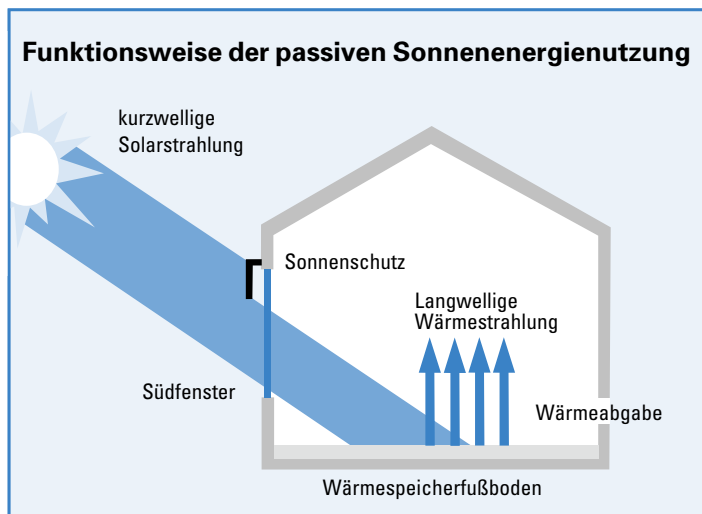 Funktionsweise der passiven Sonnenenergienutzung
kurzwellige
Solarstrahlung
Sonnenschutz
Langwellige
Wärmestrahlung
Südfenster
Wärmeabgabe
Wärmespeicherfußboden